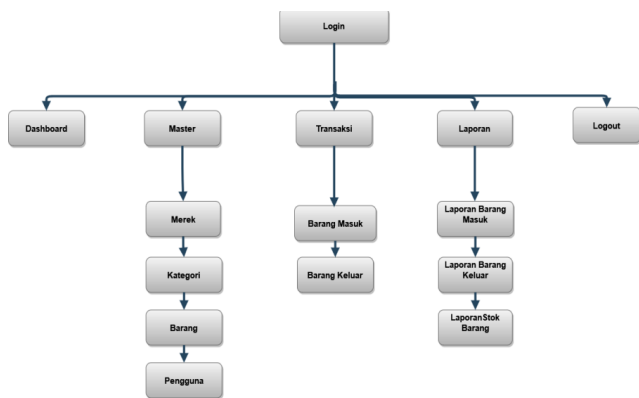 Login
Dashboard
Master
Transaksi
Laporan
Logout
Merek
Kategori
Barang
Pengguna
Barang Masuk
Barang Keluar
Laporan Barang
Masuk
Laporan Barang
Keluar
LaporanStok
Barang